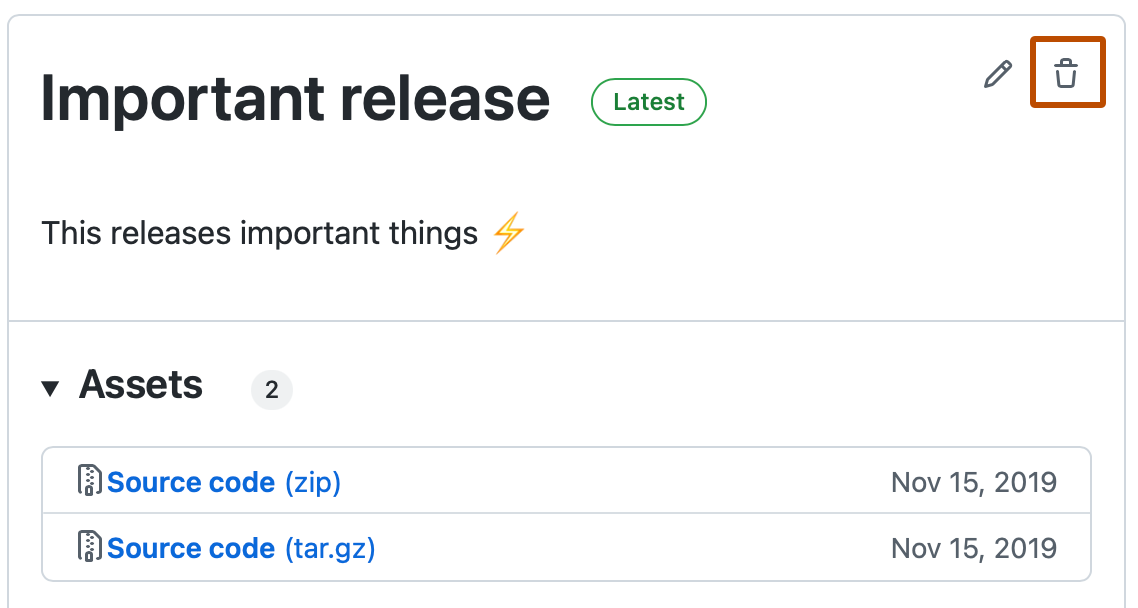 Important release Latest
This releases important things ⚡
Assets 2
Source code (zip) Nov 15, 2019
Source code (tar.gz) Nov 15, 2019